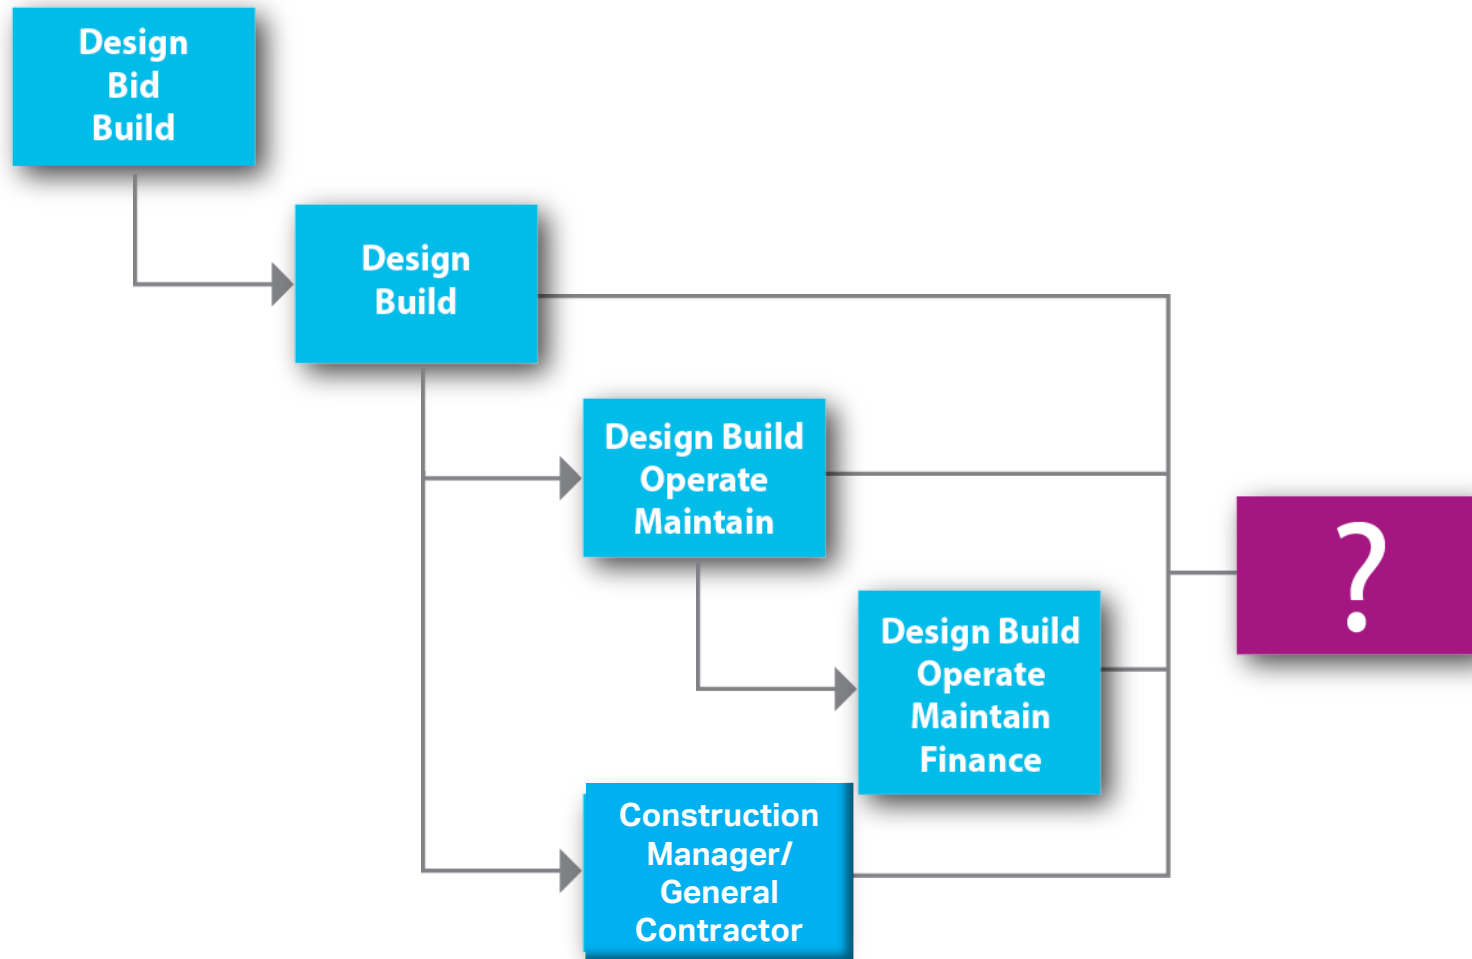 Design
Bid
Build
Design
Build
Design Build
Operate
Maintain
Design Build
Operate
Maintain
Finance
Construction
Manager/
General
Contractor
?